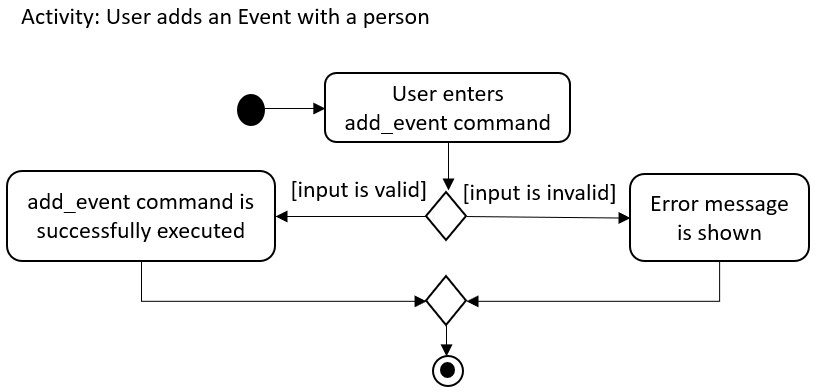 Activity: User adds an Event with a person
User enters
add_event command
[input is valid]
[input is invalid]
add_event command is
successfully executed
Error message
is shown